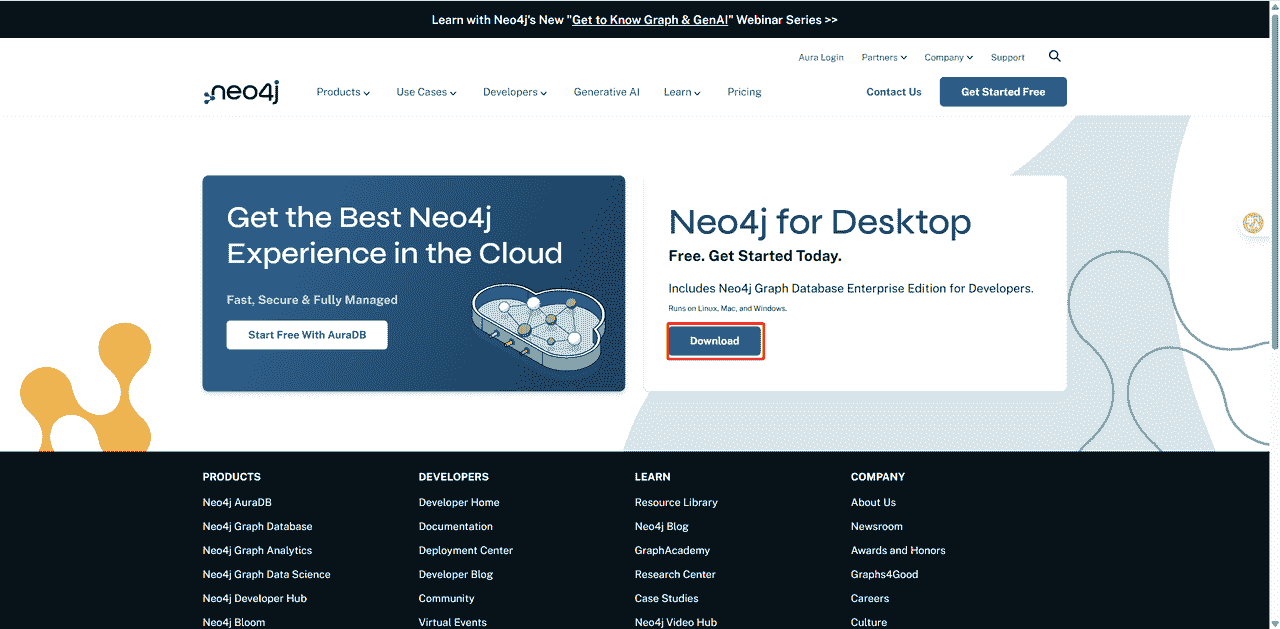 Learn with Neo4j's New "Get to Know Graph & GenAI" Webinar Series >>
Aura Login Partners Company Support
neo4j Products Use Cases Developers Generative AI Learn Pricing Contact Us Get Started Free
Get the Best Neo4j
Experience in the Cloud
Fast, Secure & Fully Managed
Start Free With AuraDB
Neo4j for Desktop
Free. Get Started Today.
Includes Neo4j Graph Database Enterprise Edition for Developers.
Runs on Linux, Mac, and Windows.
Download
PRODUCTS
Neo4j AuraDB
Neo4j Graph Database
Neo4j Graph Analytics
Neo4j Graph Data Science
Neo4j Developer Hub
Neo4j Bloom
DEVELOPERS
Developer Home
Documentation
Deployment Center
Developer Blog
Community
Virtual Events
LEARN
Resource Library
Neo4j Blog
GraphAcademy
Research Center
Case Studies
Neo4j Video Hub
COMPANY
About Us
Newsroom
Awards and Honors
Graphs4Good
Careers
Culture